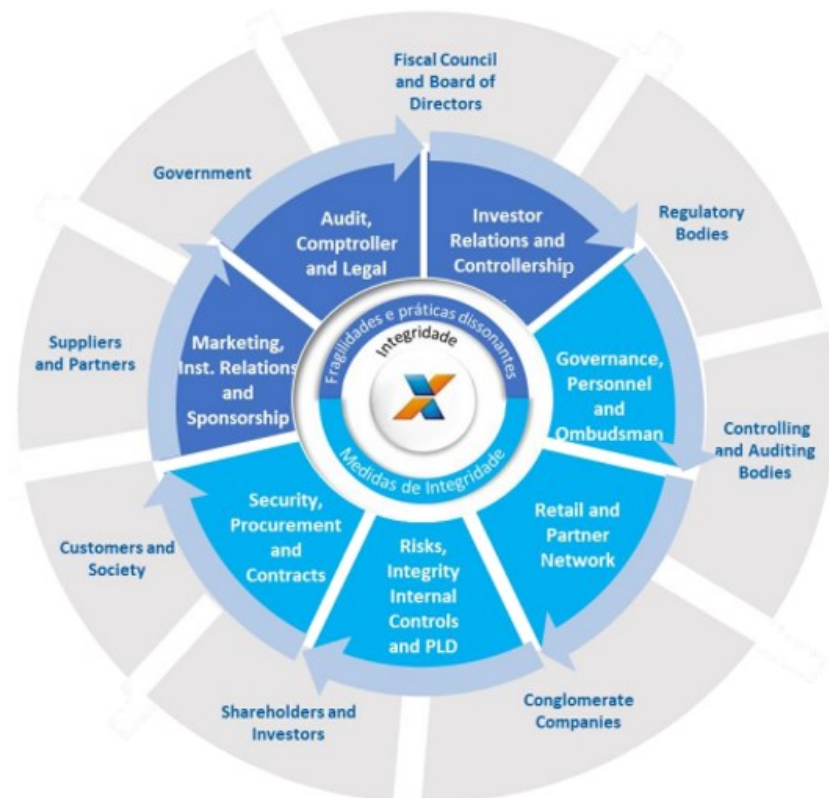 Fiscal Council
and Board of
Directors
Government
Regulatory
Bodies
Suppliers
and Partners
Controlling
and Auditing
Bodies
Customers and
Society
Shareholders and
Investors
Conglomerate
Companies
Audit,
Comptroller
and Legal
Investor
Relations and
Controllership
Marketing,
Inst. Relations
and
Sponsorship
Governance,
Personnel
and
Ombudsman
Security,
Procurement
and
Contracts
Risks,
Integrity
Internal
Controls
and PLD
Retail and
Partner
Network
Fragilidades e práticas dissonantes
Integridade
Medidas de Integridade